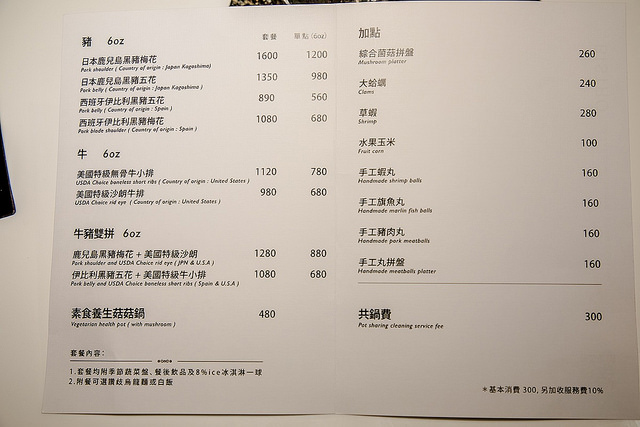 豬 6oz 套餐 單點 (6oz)
日本鹿兒島黑豬梅花 1600 1200
Pork shoulder ( Country of origin : Japan Kagoshima)
日本鹿兒島黑豬五花 1350 980
Pork belly ( Country of origin : Japan Kagoshima )
西班牙伊比利黑豬五花 890 560
Pork belly ( Country of origin : Spain )
西班牙伊比利黑豬梅花 1080 680
Pork blade shoulder ( Country of origin : Spain )
牛 6oz
美國特級無骨牛小排 1120 780
USDA Choice boneless short ribs ( Country of origin : United States )
美國特級沙朗牛排 980 680
USDA Choice rid eye ( Country of origin : United States )
牛豬雙拼 6oz
鹿兒島黑豬梅花 + 美國特級沙朗 1280 880
Pork shoulder and USDA Choice rid eye ( JPN & U.S.A )
伊比利黑豬五花 + 美國特級牛小排 1080 680
Pork belly and USDA Choice boneless short ribs ( Spain & U.S.A )
素食養生菇菇鍋 480
Vegetarian health pot ( with mushroom )
套餐內容：
1.套餐均附季節蔬菜盤、餐後飲品及8%ice冰淇淋一球
2.附餐可選讚歧烏龍麵或白飯
加點
綜合菌菇拼盤 260
Mushroom platter
大蛤蠣 240
Clams
草蝦 280
Shrimp
水果玉米 100
Fruit corn
手工蝦丸 160
Handmade shrimp balls
手工旗魚丸 160
Handmade marlin fish balls
手工豬肉丸 160
Handmade pork meatballs
手工丸拼盤 160
Handmade meatballs platter
共鍋費 300
Pot sharing cleaning service fee
＊基本消費 300, 另加收服務費10%